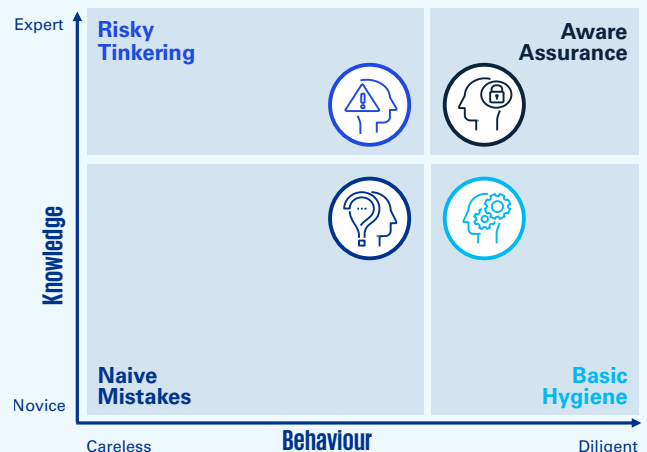 Expert
Risky
Tinkering
Aware
Assurance
Knowledge
Naive
Mistakes
Basic
Hygiene
Novice
Careless
Behaviour
Diligent